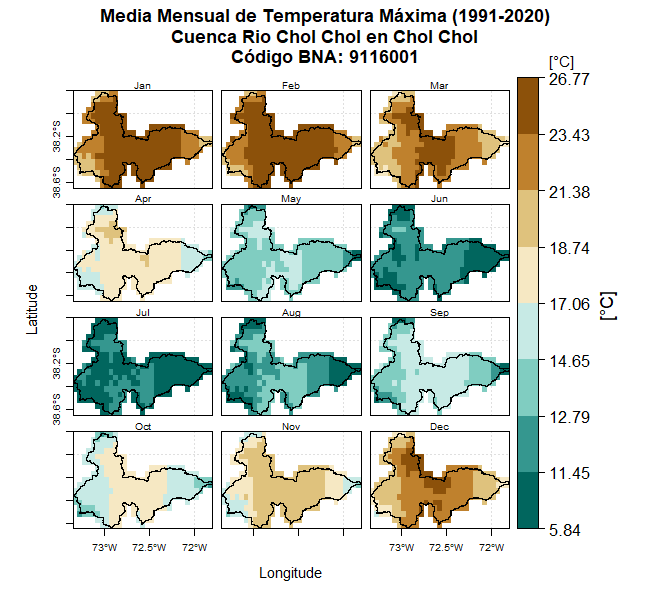 Media Mensual de Temperatura Máxima (1991-2020)
Cuenca Rio Chol Chol en Chol Chol
Código BNA: 9116001
[°C]
Jan
Feb
Mar
38.2°S
38.6°S
Apr
May
Jun
Jul
Aug
Sep
38.2°S
38.6°S
Oct
Nov
Dec
73°W
72.5°W
72°W
73°W
72.5°W
72°W
Latitude
Longitude
26.77
23.43
21.38
18.74
17.06
14.65
12.79
11.45
5.84
[°C]